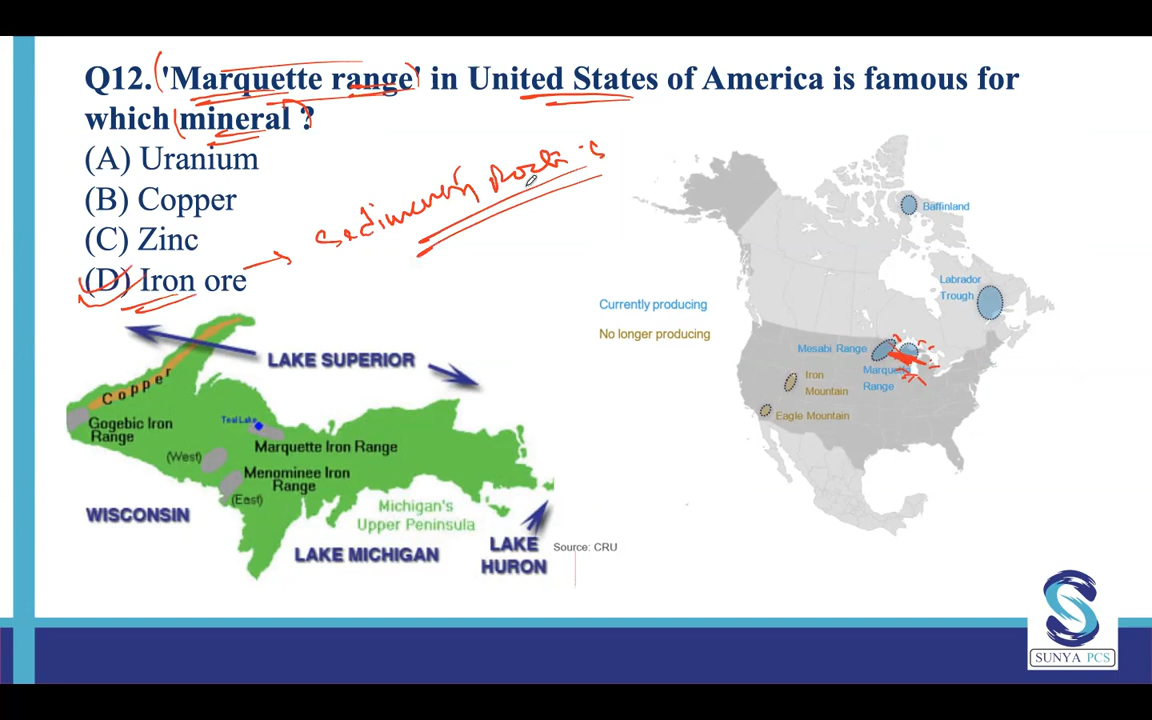 Q12. 'Marquette range' in United States of America is famous for
which mineral ?
(A) Uranium
(B) Copper
(C) Zinc
(D) Iron ore
LAKE SUPERIOR
Copper
Gogebic Iron
Range
Teal Lake
Marquette Iron Range
(West)
Menominee Iron
Range
(East)
WISCONSIN
Michigan's
Upper Peninsula
LAKE MICHIGAN
LAKE
HURON
Source: CRU
Baffinland
Labrador
Trough
Currently producing
No longer producing
Mesabi Range
Range
Iron
Mountain
Eagle Mountain
S
SUNYA PCS